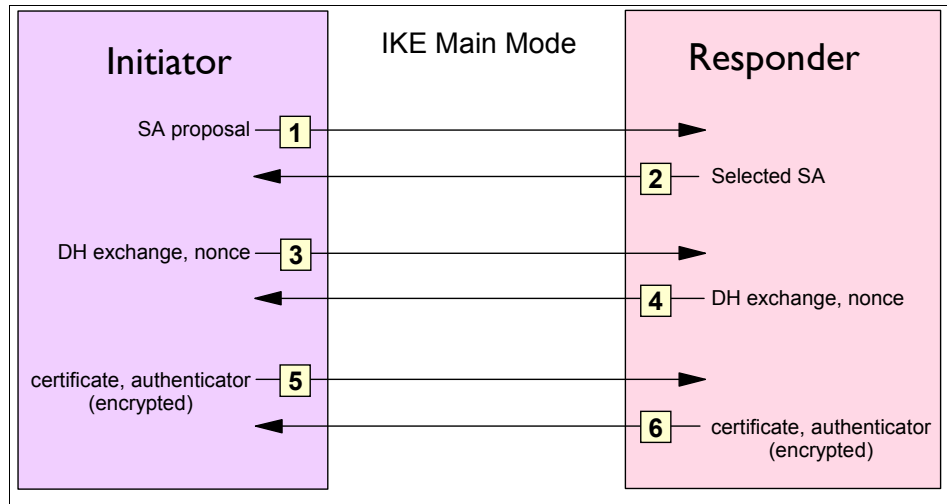 IKE Main Mode
Initiator
Responder
SA proposal
1
2
Selected SA
DH exchange, nonce
3
4
DH exchange, nonce
certificate, authenticator
(encrypted)
5
6
certificate, authenticator
(encrypted)